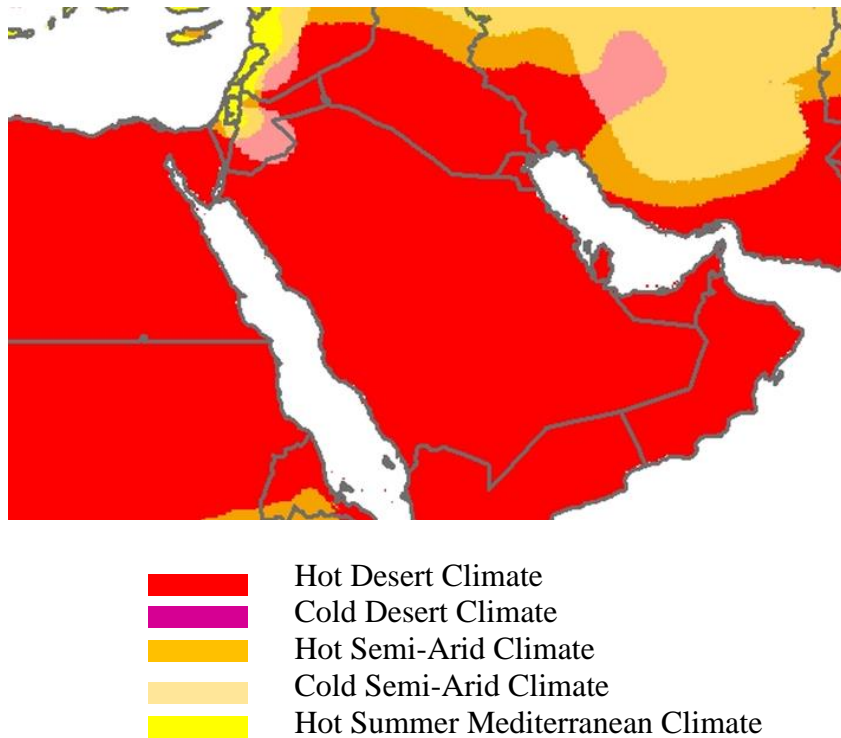 Hot Desert Climate
Cold Desert Climate
Hot Semi-Arid Climate
Cold Semi-Arid Climate
Hot Summer Mediterranean Climate